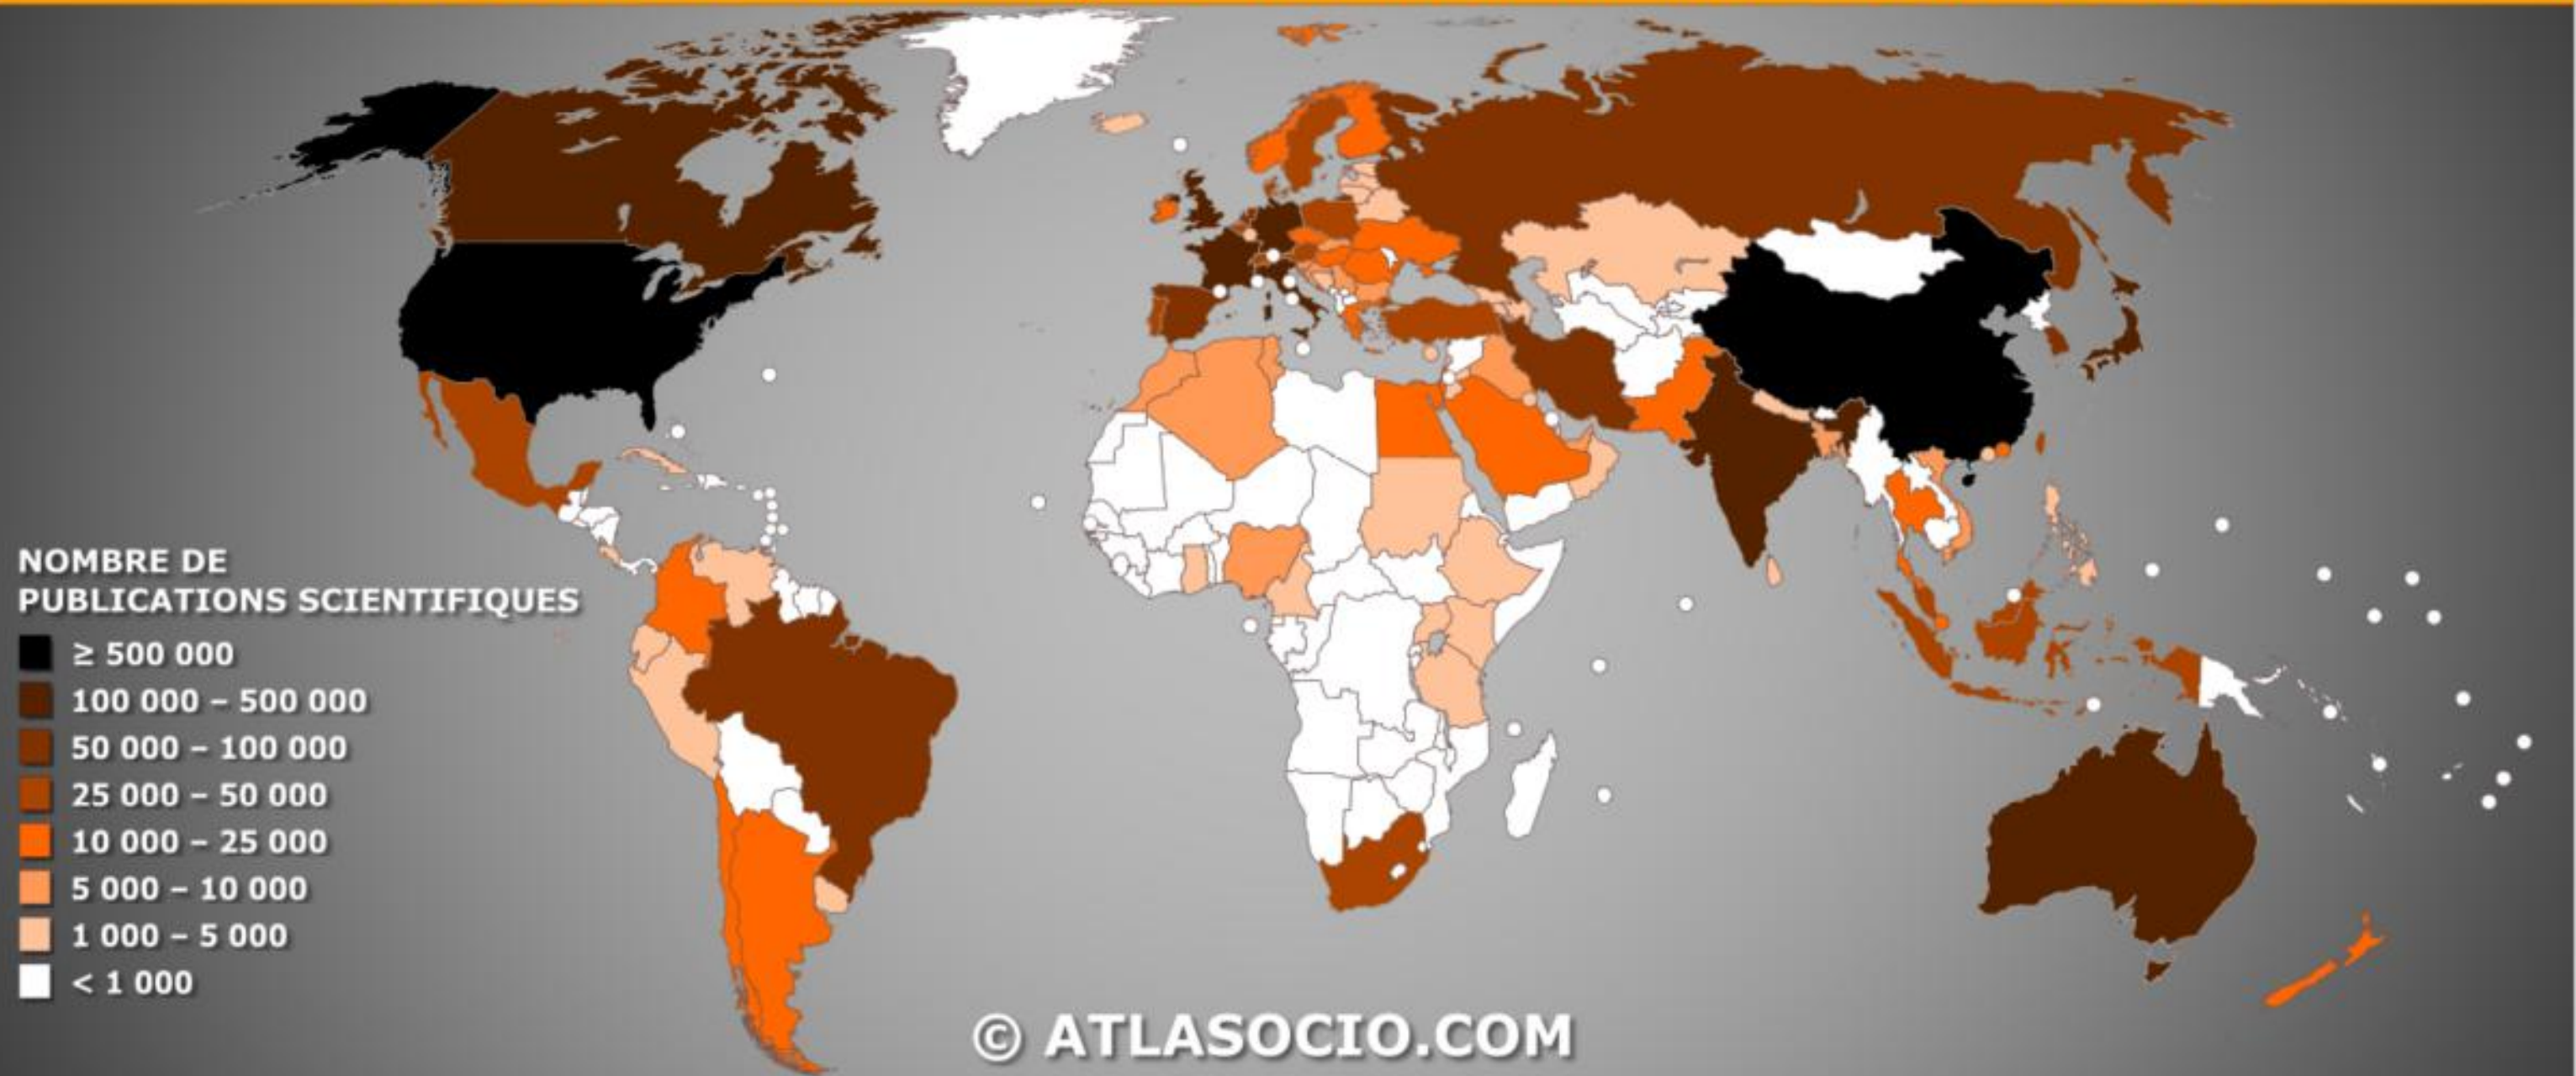 NOMBRE DE
PUBLICATIONS SCIENTIFIQUES
≥ 500 000
100 000 – 500 000
50 000 – 100 000
25 000 – 50 000
10 000 – 25 000
5 000 – 10 000
1 000 – 5 000
< 1 000
© ATLASOCIO.COM